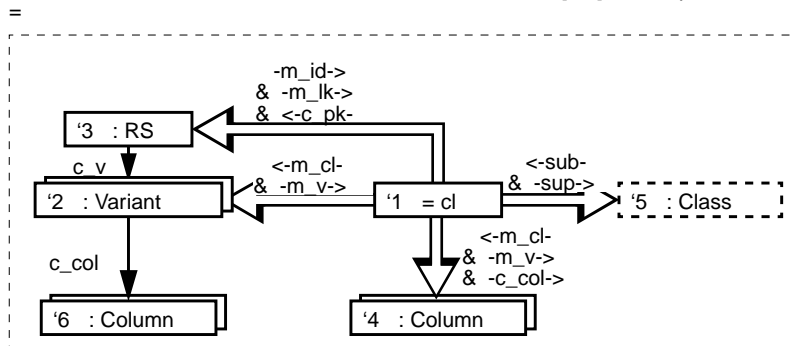 =
-m_id->
& -m_lk->
& <-c_pk-
‘3 : RS
c_v
<-m_cl-
& -m_v->
<-sub-
& -sup->
‘2 : Variant
‘1 = cl
‘5 : Class
<-m_cl-
& -m_v->
& -c_col->
c_col
‘6 : Column
‘4 : Column